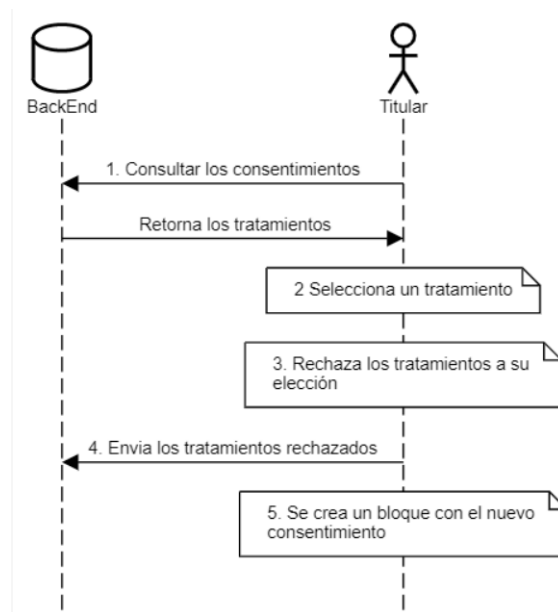 BackEnd
Titular
1. Consultar los consentimientos
Retorna los tratamientos
2 Selecciona un tratamiento
3. Rechaza los tratamientos a su
elección
4. Envia los tratamientos rechazados
5. Se crea un bloque con el nuevo
consentimiento